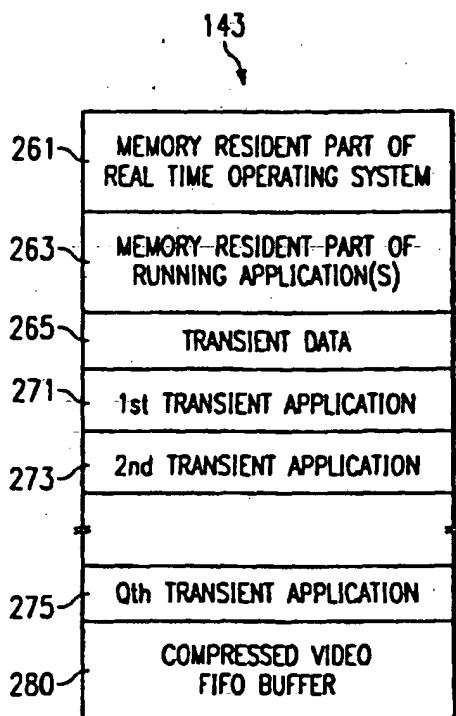 143
261
MEMORY RESIDENT PART OF
REAL TIME OPERATING SYSTEM
263
MEMORY RESIDENT PART OF
RUNNING APPLICATION(S)
265
TRANSIENT DATA
271
1st TRANSIENT APPLICATION
273
2nd TRANSIENT APPLICATION
275
Qth TRANSIENT APPLICATION
280
COMPRESSED VIDEO
FIFO BUFFER